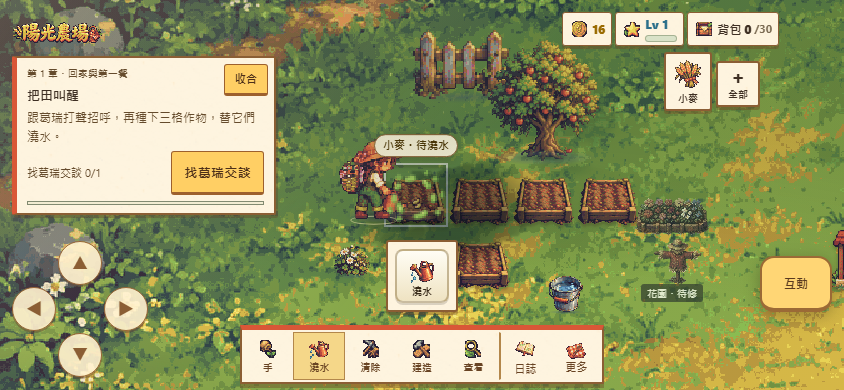 陽光農場
16
Lv 1
背包 0 /30
第 1 章 · 回家與第一餐
收合
把田叫醒
跟葛瑞打聲招呼，再種下三格作物，替它們
澆水。
找葛瑞交談 0/1
找葛瑞交談
小麥
+
全部
小麥 · 待澆水
澆水
花圃 · 待修
互動
手
澆水
清除
建造
查看
日誌
更多